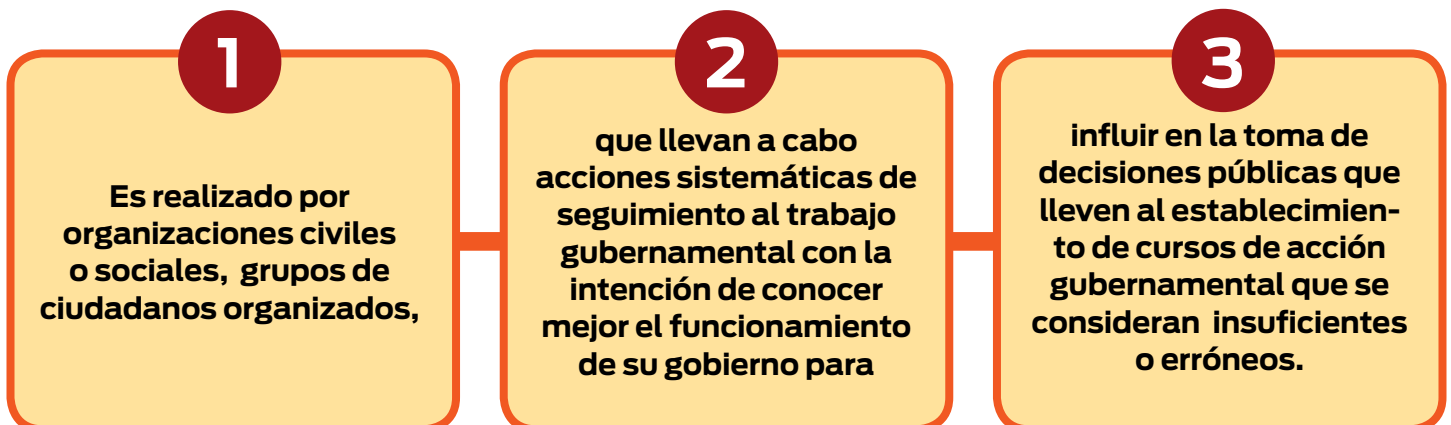 1
Es realizado por
organizaciones civiles
o sociales, grupos de
ciudadanos organizados,
2
que llevan a cabo
acciones sistemáticas de
seguimiento al trabajo
gubernamental con la
intención de conocer
mejor el funcionamiento
de su gobierno para
3
influir en la toma de
decisiones públicas que
lleven al establecimien-
to de cursos de acción
gubernamental que se
consideran insuficientes
o erróneos.